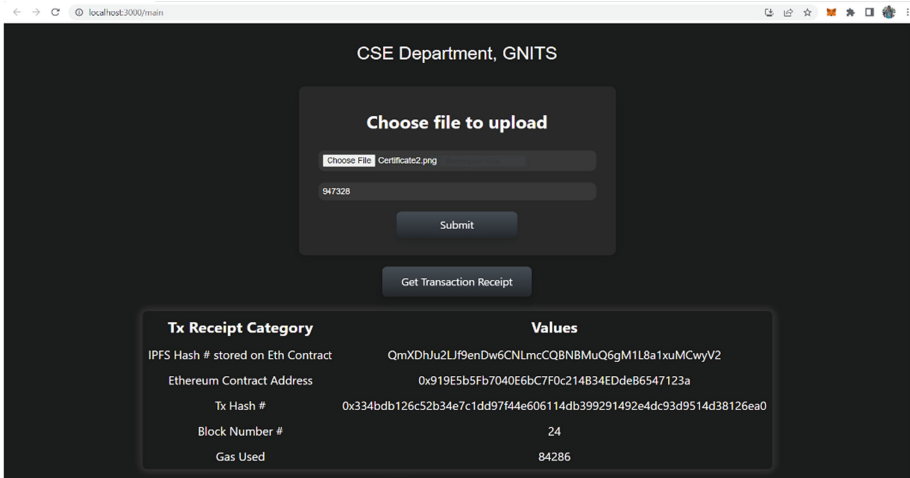 localhost:3000/main
CSE Department, GNITS
Choose file to upload
Choose File Certificate2.png
947328
Submit
Get Transaction Receipt
Tx Receipt Category Values
IPFS Hash # stored on Eth Contract QmXDhJu2LJf9enDw6CNLmcCQBNBMuQ6gM1L8a1xuMCwyV2
Ethereum Contract Address 0x919E5b5Fb7040E6bC7F0c214B34EDdeB6547123a
Tx Hash # 0x334bdb126c52b34e7c1dd97f44e606114db399291492e4dc93d9514d38126ea0
Block Number # 24
Gas Used 84286